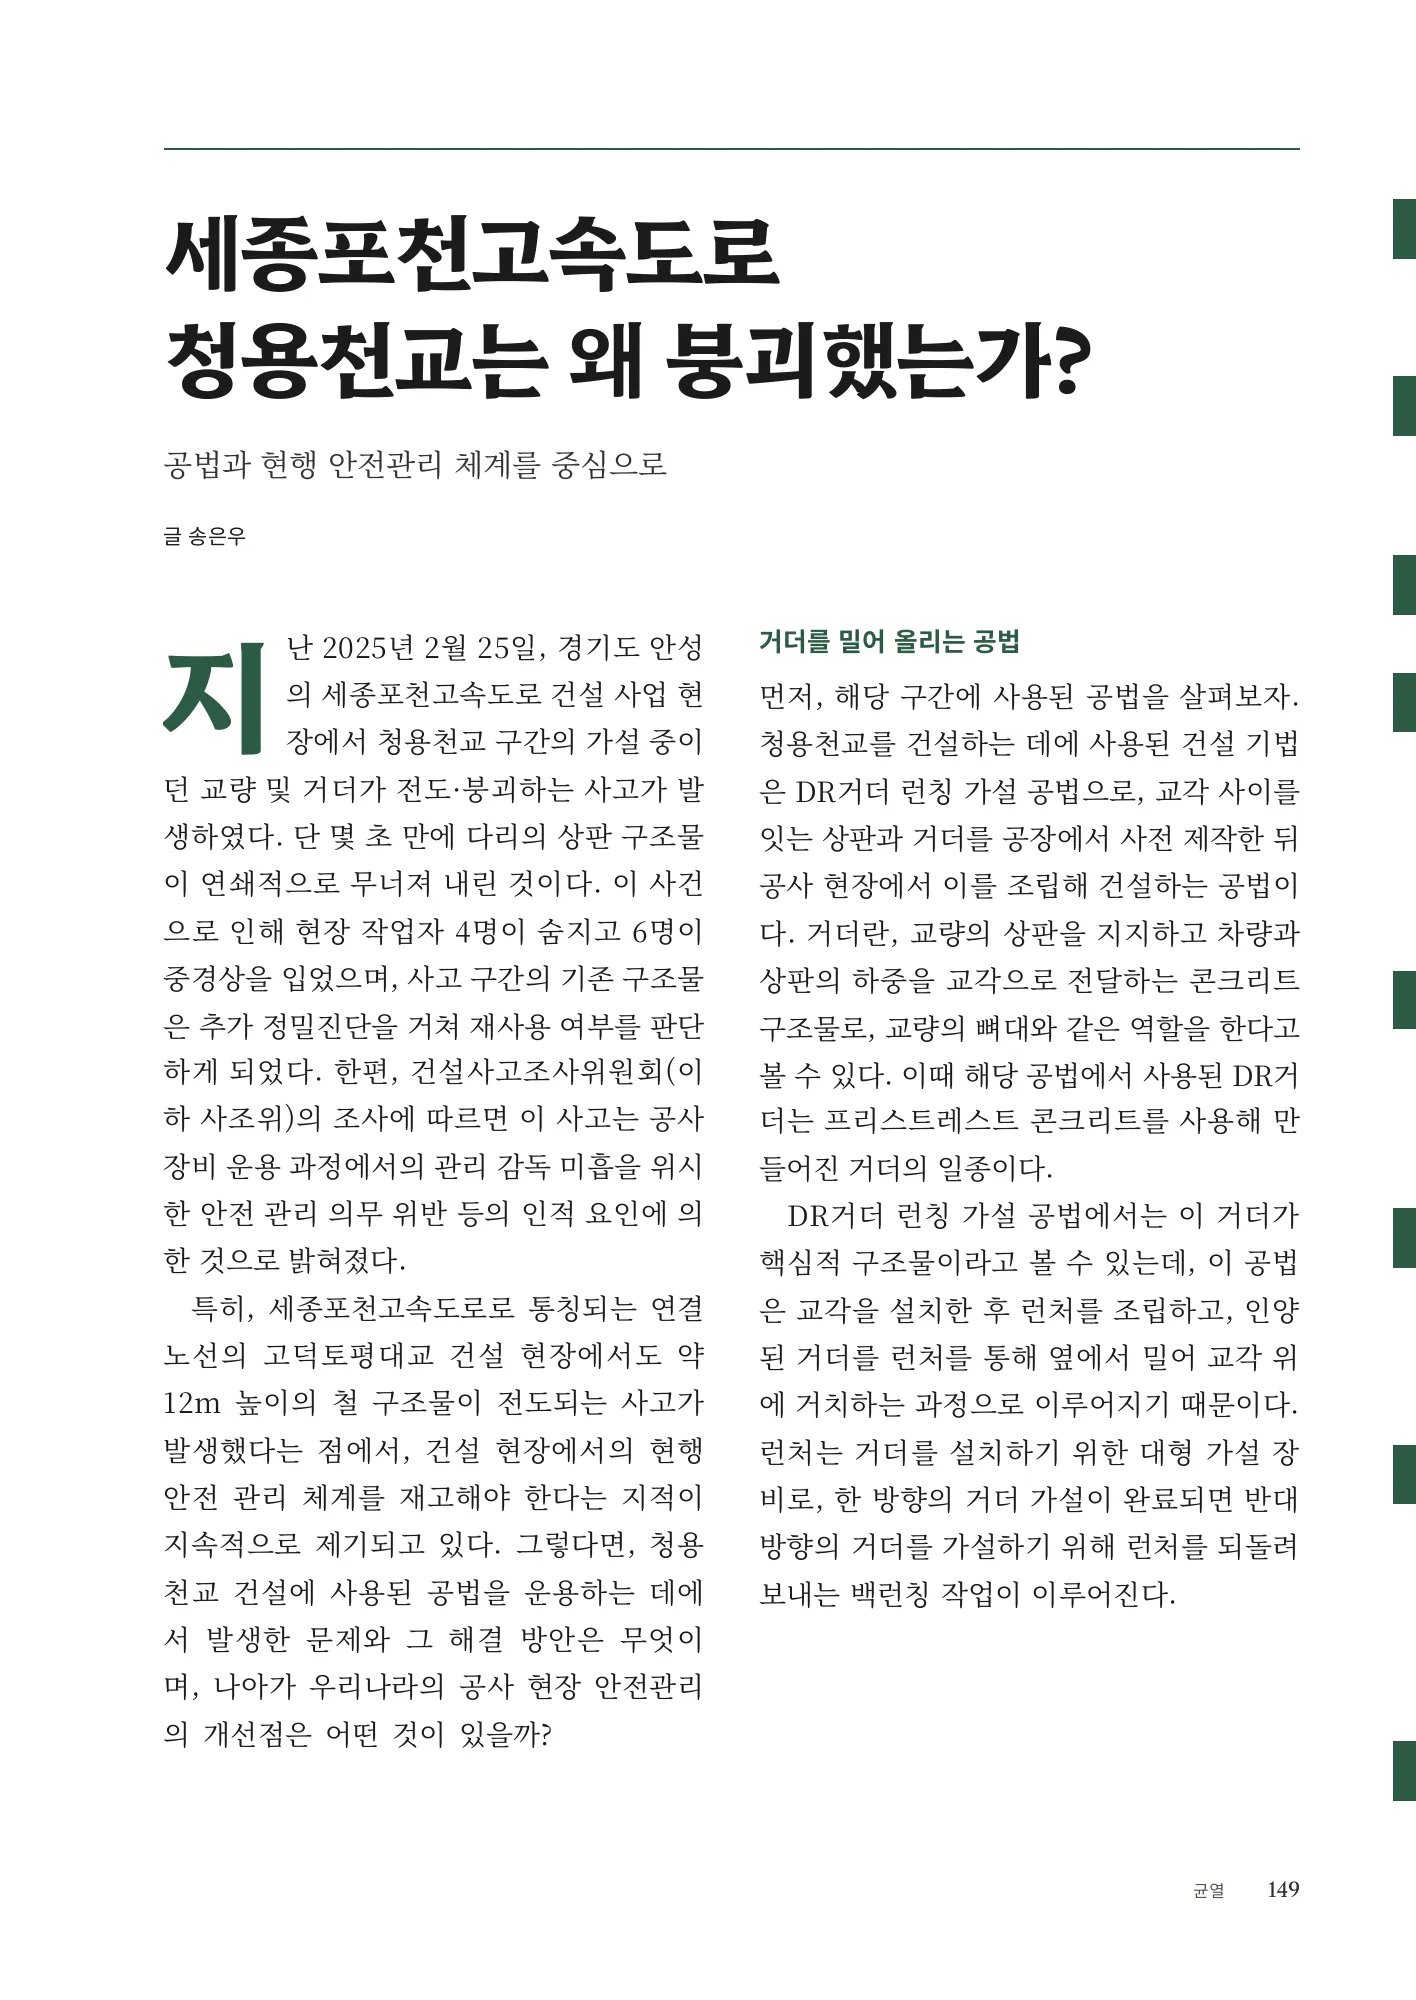 세종포천고속도로
청용천교는 왜 붕괴했는가?
공법과 현행 안전관리 체계를 중심으로
글 송은우
지난 2025년 2월 25일, 경기도 안성
의 세종포천고속도로 건설 사업 현
장에서 청용천교 구간의 가설 중이
던 교량 및 거더가 전도·붕괴하는 사고가 발
생하였다. 단 몇 초 만에 다리의 상판 구조물
이 연쇄적으로 무너져 내린 것이다. 이 사건
으로 인해 현장 작업자 4명이 숨지고 6명이
중경상을 입었으며, 사고 구간의 기존 구조물
은 추가 정밀진단을 거쳐 재사용 여부를 판단
하게 되었다. 한편, 건설사고조사위원회(이
하 사조위)의 조사에 따르면 이 사고는 공사
장비 운용 과정에서의 관리 감독 미흡을 위시
한 안전 관리 의무 위반 등의 인적 요인에 의
한 것으로 밝혀졌다.
특히, 세종포천고속도로로 통칭되는 연결
노선의 고덕토평대교 건설 현장에서도 약
12m 높이의 철 구조물이 전도되는 사고가
발생했다는 점에서, 건설 현장에서의 현행
안전 관리 체계를 재고해야 한다는 지적이
지속적으로 제기되고 있다. 그렇다면, 청용
천교 건설에 사용된 공법을 운용하는 데에
서 발생한 문제와 그 해결 방안은 무엇이
며, 나아가 우리나라의 공사 현장 안전관리
의 개선점은 어떤 것이 있을까?
거더를 밀어 올리는 공법
먼저, 해당 구간에 사용된 공법을 살펴보자.
청용천교를 건설하는 데에 사용된 건설 기법
은 DR거더 런칭 가설 공법으로, 교각 사이를
잇는 상판과 거더를 공장에서 사전 제작한 뒤
공사 현장에서 이를 조립해 건설하는 공법이
다. 거더란, 교량의 상판을 지지하고 차량과
상판의 하중을 교각으로 전달하는 콘크리트
구조물로, 교량의 뼈대와 같은 역할을 한다고
볼 수 있다. 이때 해당 공법에서 사용된 DR거
더는 프리스트레스트 콘크리트를 사용해 만
들어진 거더의 일종이다.
DR거더 런칭 가설 공법에서는 이 거더가
핵심적 구조물이라고 볼 수 있는데, 이 공법
은 교각을 설치한 후 런처를 조립하고, 인양
된 거더를 런처를 통해 옆에서 밀어 교각 위
에 거치하는 과정으로 이루어지기 때문이다.
런처는 거더를 설치하기 위한 대형 가설 장
비로, 한 방향의 거더 가설이 완료되면 반대
방향의 거더를 가설하기 위해 런처를 되돌려
보내는 백런칭 작업이 이루어진다.
균열 149